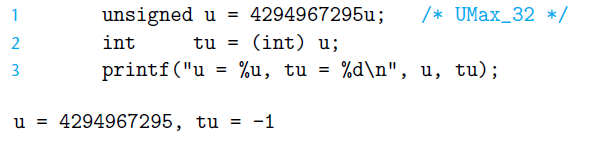 1 unsigned u = 4294967295u; /* UMax_32 */
2 int tu = (int) u;
3 printf("u = %u, tu = %d\n", u, tu);
u = 4294967295, tu = -1